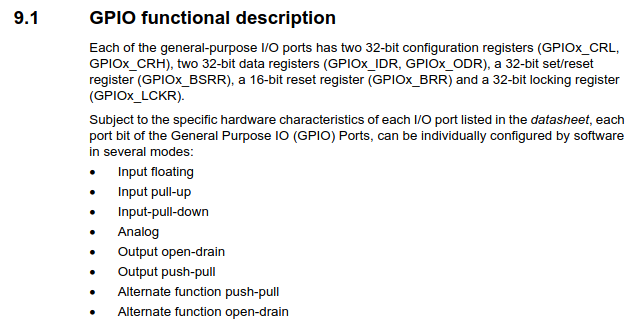 9.1 GPIO functional description
Each of the general-purpose I/O ports has two 32-bit configuration registers (GPIOx_CRL,
GPIOx_CRH), two 32-bit data registers (GPIOx_IDR, GPIOx_ODR), a 32-bit set/reset
register (GPIOx_BSRR), a 16-bit reset register (GPIOx_BRR) and a 32-bit locking register
(GPIOx_LCKR).
Subject to the specific hardware characteristics of each I/O port listed in the datasheet, each
port bit of the General Purpose IO (GPIO) Ports, can be individually configured by software
in several modes:
• Input floating
• Input pull-up
• Input-pull-down
• Analog
• Output open-drain
• Output push-pull
• Alternate function push-pull
• Alternate function open-drain